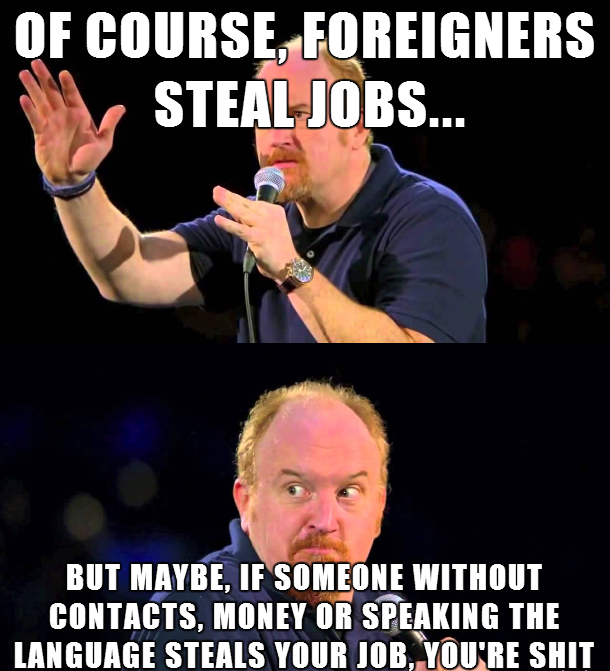 OF COURSE, FOREIGNERS
STEAL JOBS...
BUT MAYBE, IF SOMEONE WITHOUT
CONTACTS, MONEY OR SPEAKING THE
LANGUAGE STEALS YOUR JOB, YOU'RE SHIT